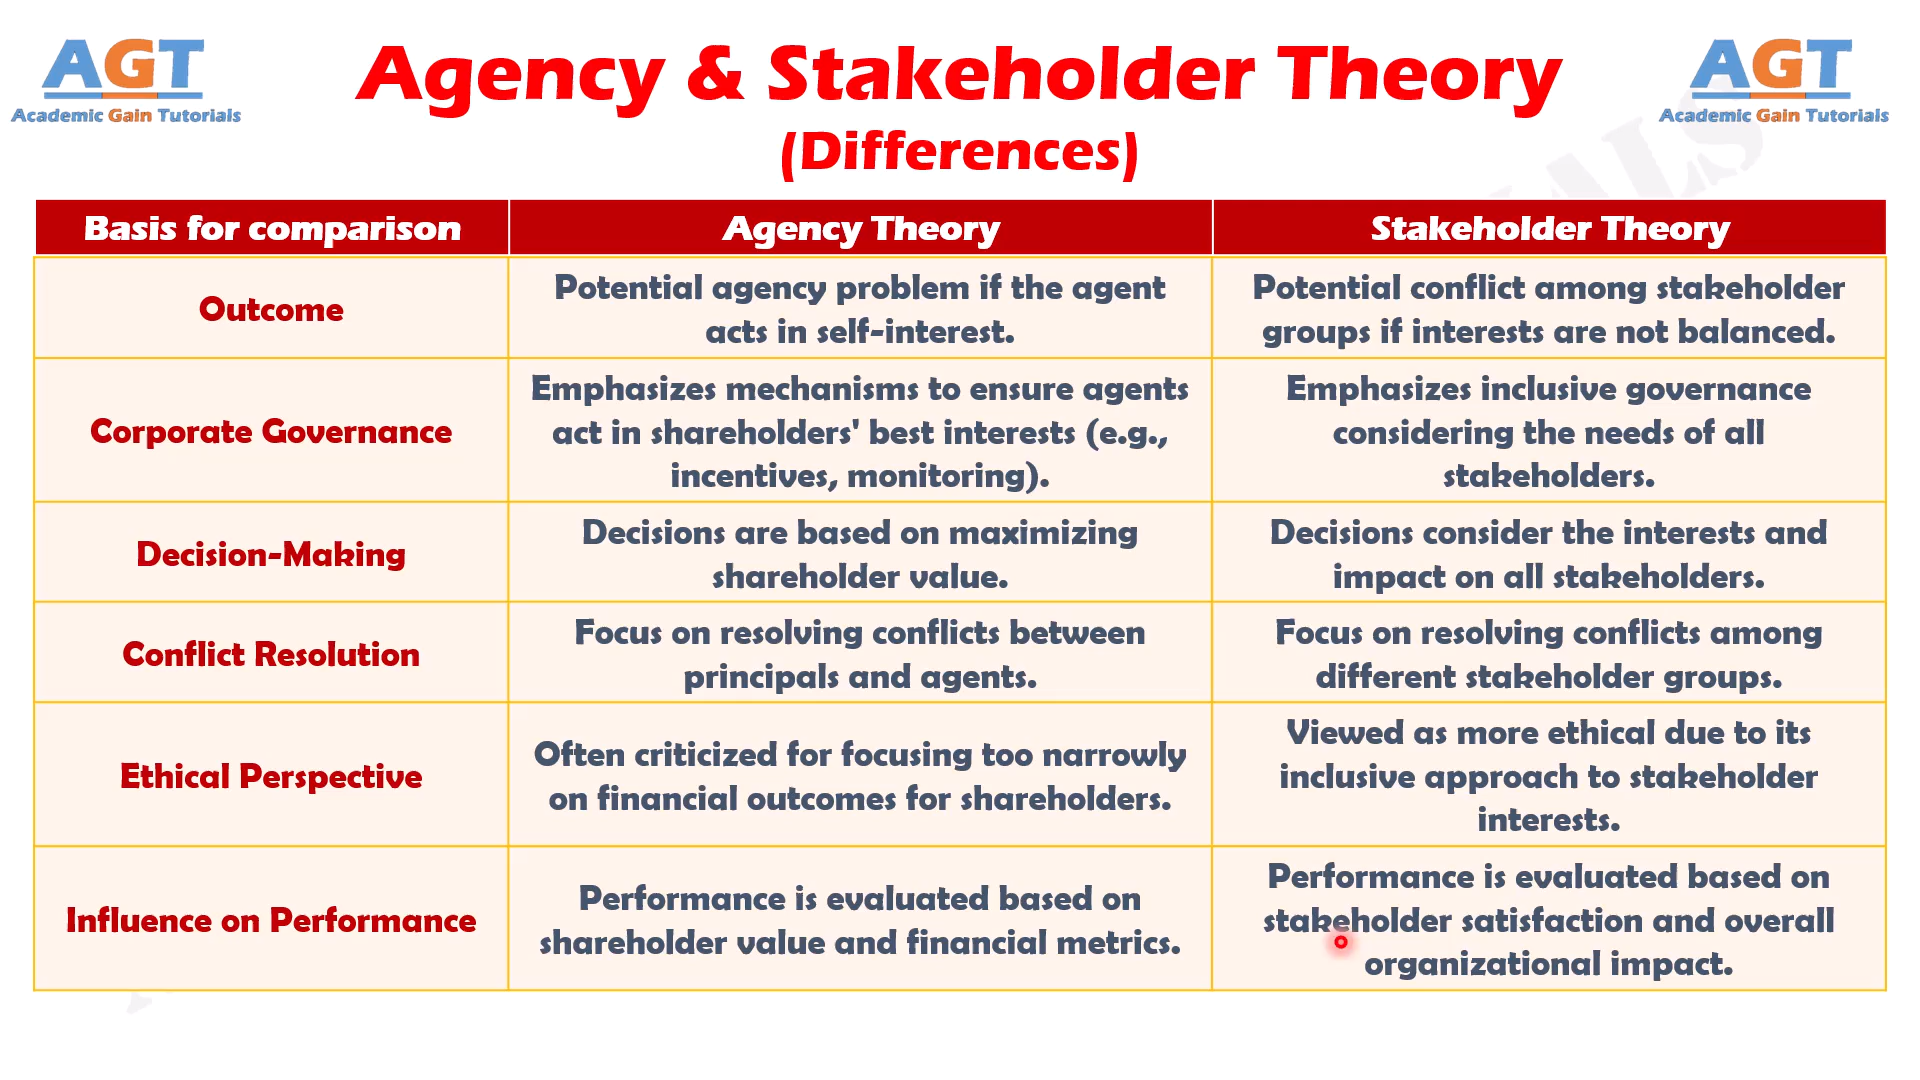 AGT
Academic Gain Tutorials
Agency & Stakeholder Theory
(Differences)
AGT
Academic Gain Tutorials
Basis for comparison
Agency Theory
Stakeholder Theory
Outcome
Potential agency problem if the agent
acts in self-interest.
Potential conflict among stakeholder
groups if interests are not balanced.
Corporate Governance
Emphasizes mechanisms to ensure agents
act in shareholders' best interests (e.g.,
incentives, monitoring).
Emphasizes inclusive governance
considering the needs of all
stakeholders.
Decision-Making
Decisions are based on maximizing
shareholder value.
Decisions consider the interests and
impact on all stakeholders.
Conflict Resolution
Focus on resolving conflicts between
principals and agents.
Focus on resolving conflicts among
different stakeholder groups.
Ethical Perspective
Often criticized for focusing too narrowly
on financial outcomes for shareholders.
Viewed as more ethical due to its
inclusive approach to stakeholder
interests.
Influence on Performance
Performance is evaluated based on
shareholder value and financial metrics.
Performance is evaluated based on
stakeholder satisfaction and overall
organizational impact.